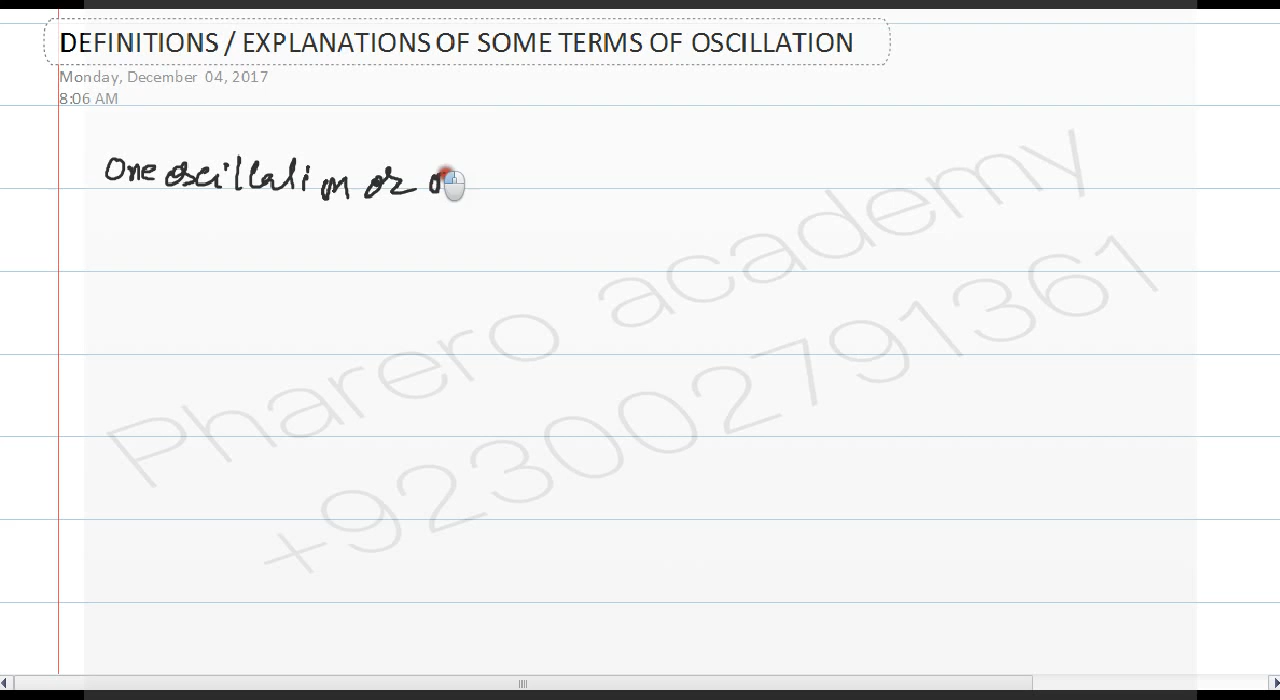 DEFINITIONS / EXPLANATIONS OF SOME TERMS OF OSCILLATION
Monday, December 04, 2017
8:06 AM
One oscillation or
Pharero academy
+923002791361